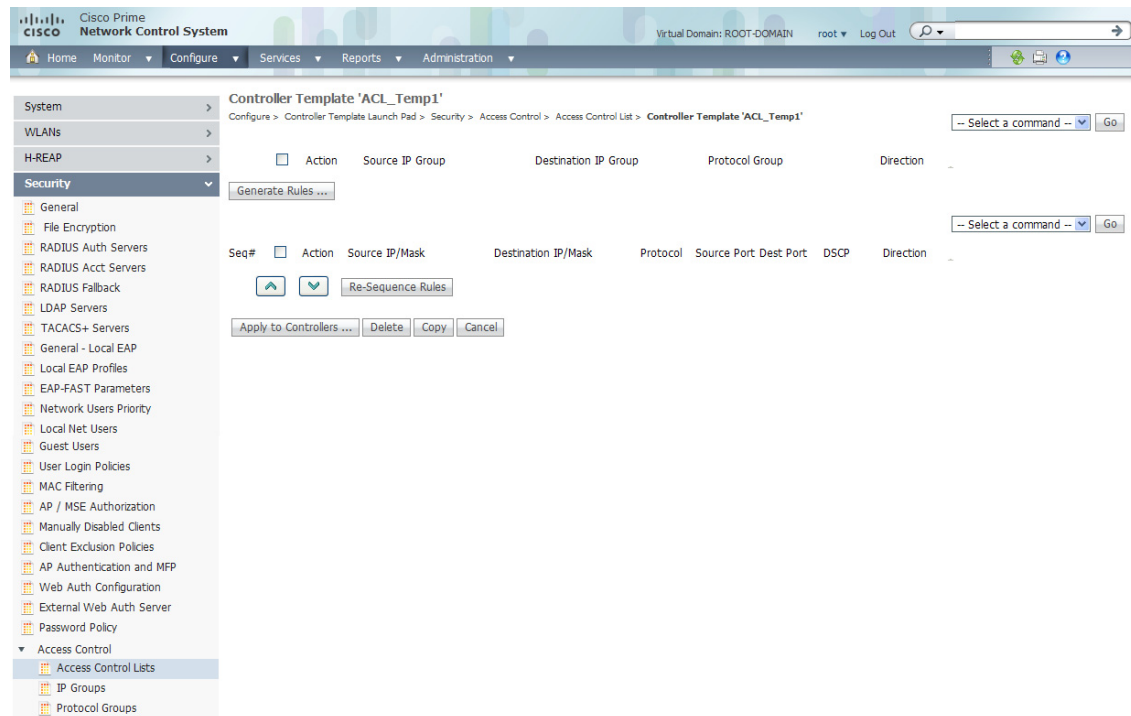 Cisco Prime
CISCO Network Control System
Virtual Domain: ROOT-DOMAIN root Log Out
Home Monitor Configure Services Reports Administration
System
WLANs
H-REAP
Security
General
File Encryption
RADIUS Auth Servers
RADIUS Acct Servers
RADIUS Fallback
LDAP Servers
TACACS+ Servers
General - Local EAP
Local EAP Profiles
EAP-FAST Parameters
Network Users Priority
Local Net Users
Guest Users
User Login Policies
MAC Filtering
AP / MSE Authorization
Manually Disabled Clients
Client Exclusion Policies
AP Authentication and MFP
Web Auth Configuration
External Web Auth Server
Password Policy
Access Control
Access Control Lists
IP Groups
Protocol Groups
Controller Template 'ACL_Temp1'
Configure > Controller Template Launch Pad > Security > Access Control > Access Control List > Controller Template 'ACL_Temp1'
-- Select a command -- Go
Action Source IP Group Destination IP Group Protocol Group Direction
Generate Rules ...
-- Select a command -- Go
Seq# Action Source IP/Mask Destination IP/Mask Protocol Source Port Dest Port DSCP Direction
Re-Sequence Rules
Apply to Controllers ... Delete Copy Cancel